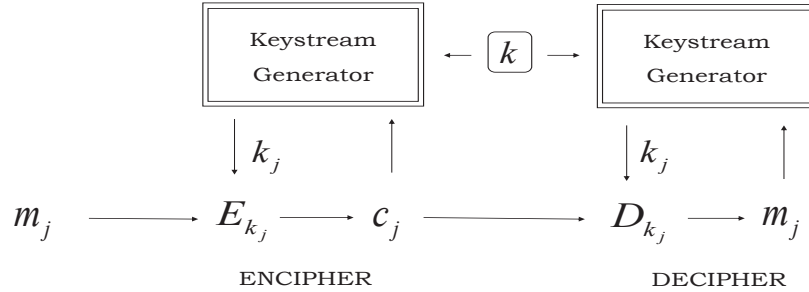 Keystream
Generator
k
Keystream
Generator
k_j
k_j
m_j
E_{k_j}
c_j
D_{k_j}
m_j
ENCIPHER
DECIPHER